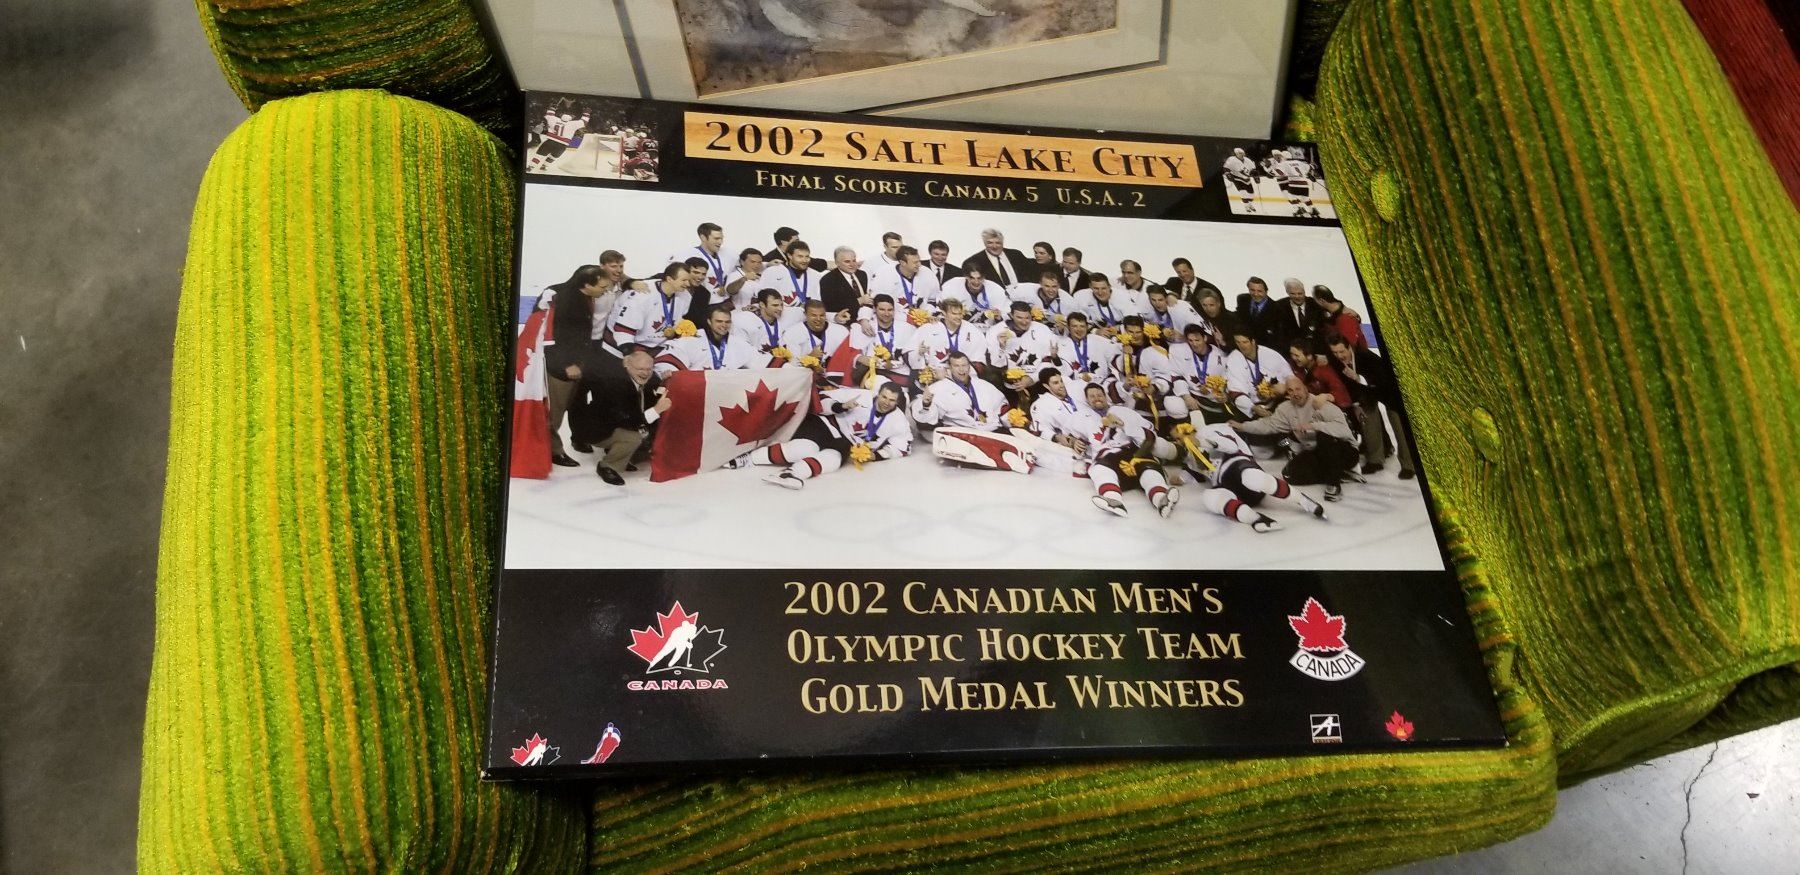 2002 Salt Lake City
Final Score Canada 5 U.S.A. 2
2002 Canadian Men's
Olympic Hockey Team
Gold Medal Winners
CANADA
CANADA